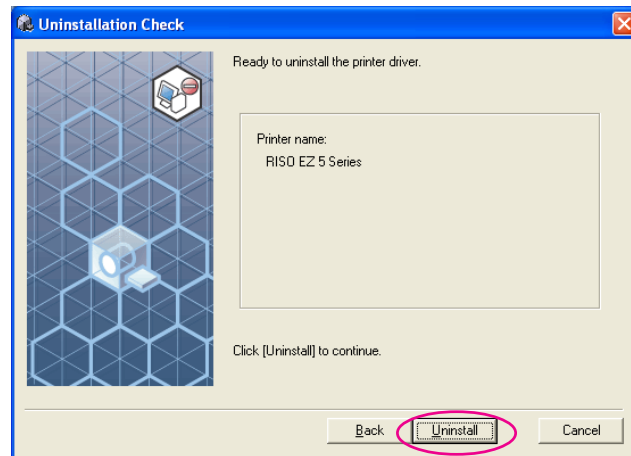 Uninstallation Check
Ready to uninstall the printer driver.
Printer name:
RISO EZ 5 Series
Click [Uninstall] to continue.
Back Uninstall Cancel